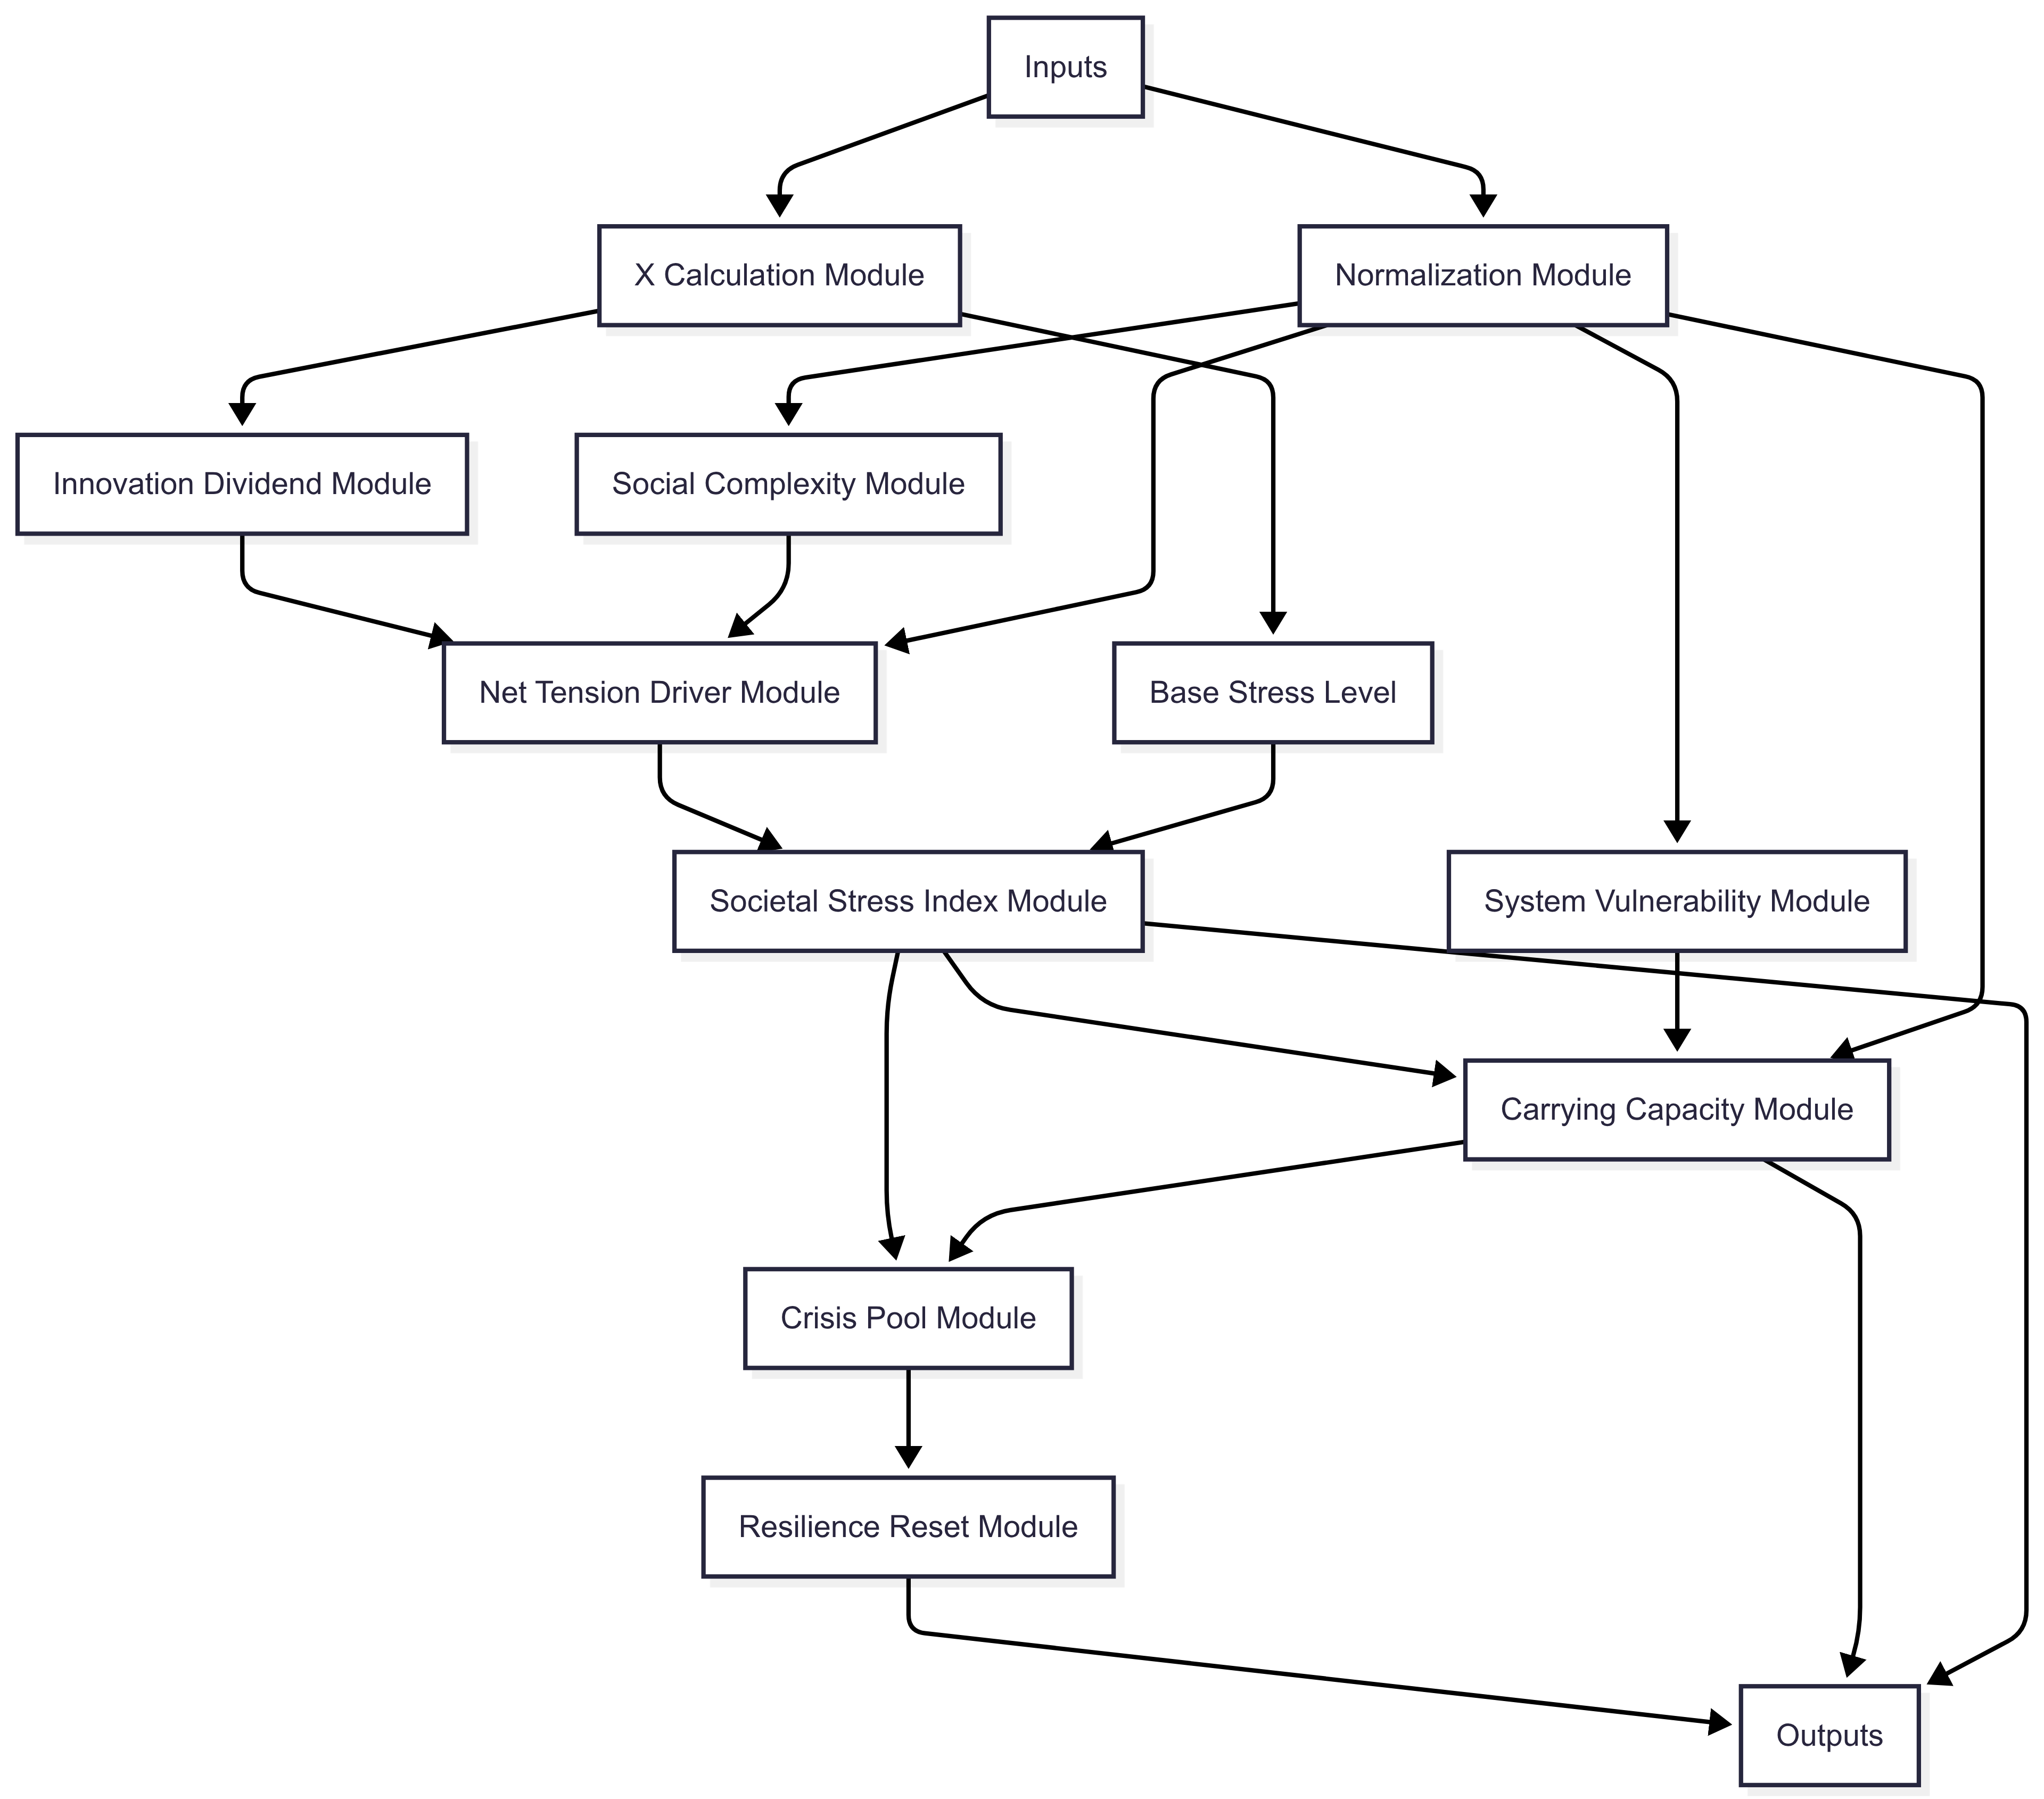 Inputs
X Calculation Module
Normalization Module
Innovation Dividend Module
Social Complexity Module
Net Tension Driver Module
Base Stress Level
Societal Stress Index Module
System Vulnerability Module
Carrying Capacity Module
Crisis Pool Module
Resilience Reset Module
Outputs